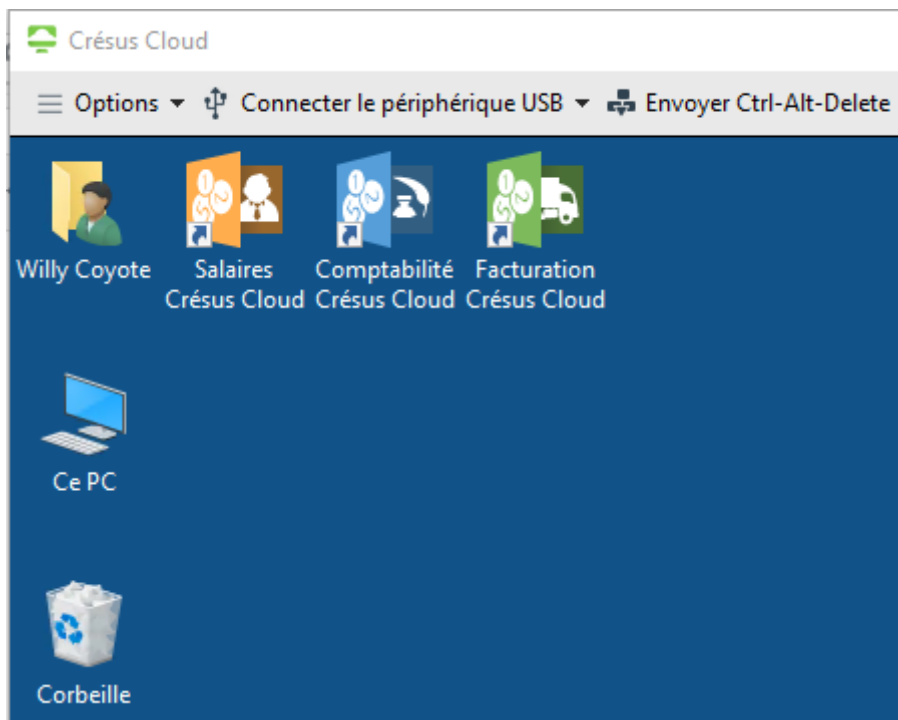 Crésus Cloud
Options Connecter le périphérique USB Envoyer Ctrl-Alt-Delete
Willy Coyote Salaires Comptabilité Facturation
Crésus Cloud Crésus Cloud Crésus Cloud
Ce PC
Corbeille